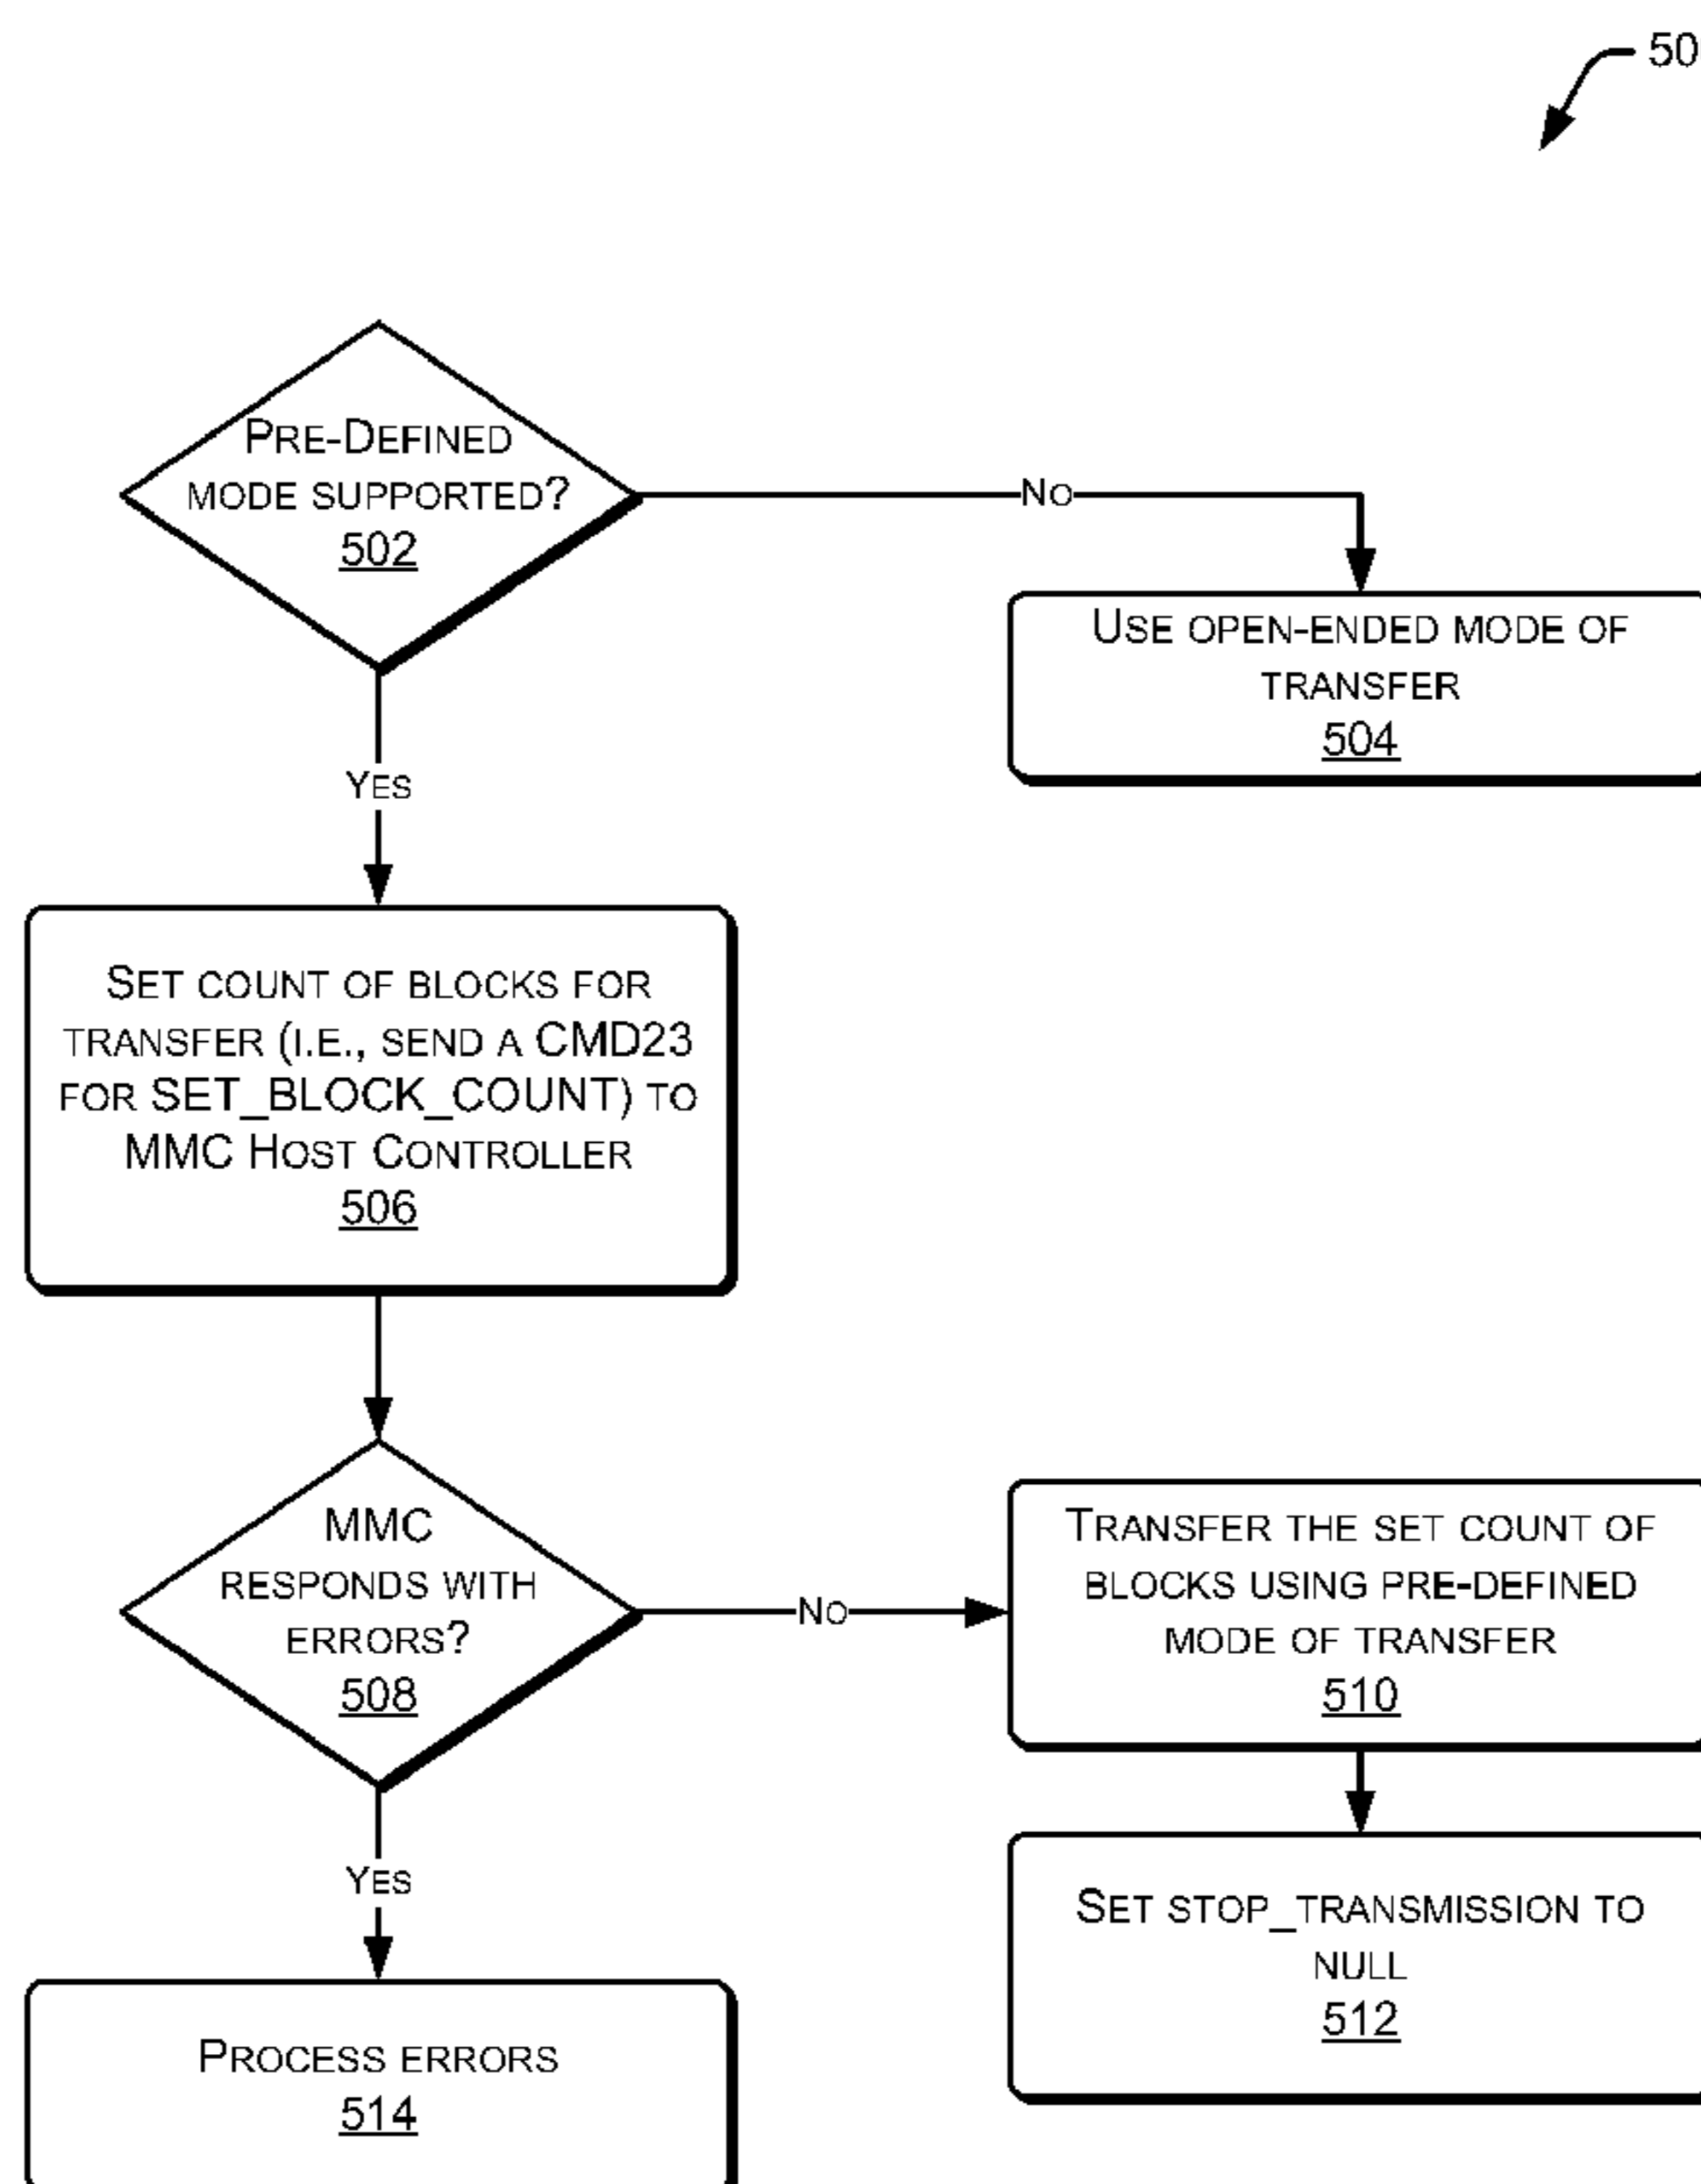 50
PRE-DEFINED
MODE SUPPORTED?
502
NO
USE OPEN-ENDED MODE OF
TRANSFER
504
YES
SET COUNT OF BLOCKS FOR
TRANSFER (I.E., SEND A CMD23
FOR SET_BLOCK_COUNT) TO
MMC HOST CONTROLLER
506
MMC
RESPONDS WITH
ERRORS?
508
NO
TRANSFER THE SET COUNT OF
BLOCKS USING PRE-DEFINED
MODE OF TRANSFER
510
YES
SET STOP_TRANSMISSION TO
NULL
512
PROCESS ERRORS
514